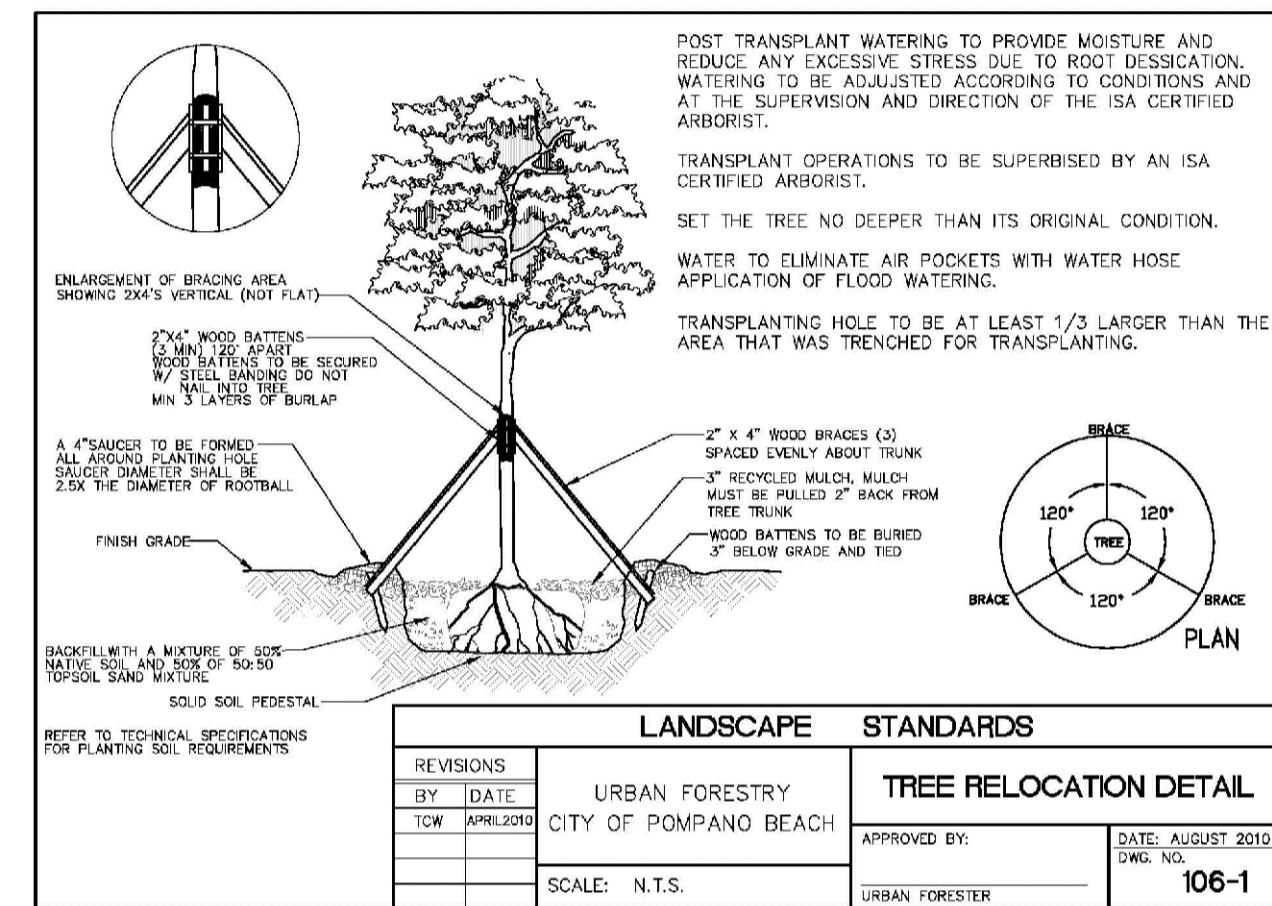 POST TRANSPLANT WATERING TO PROVIDE MOISTURE AND
REDUCE ANY EXCESSIVE STRESS DUE TO ROOT DESSICATION.
WATERING TO BE ADJUJSTED ACCORDING TO CONDITIONS AND
AT THE SUPERVISION AND DIRECTION OF THE ISA CERTIFIED
ARBORIST.
TRANSPLANT OPERATIONS TO BE SUPERBISED BY AN ISA
CERTIFIED ARBORIST.
SET THE TREE NO DEEPER THAN ITS ORIGINAL CONDITION.
WATER TO ELIMINATE AIR POCKETS WITH WATER HOSE
APPLICATION OF FLOOD WATERING.
TRANSPLANTING HOLE TO BE AT LEAST 1/3 LARGER THAN THE
AREA THAT WAS TRENCHED FOR TRANSPLANTING.
ENLARGEMENT OF BRACING AREA
SHOWING 2X4'S VERTICAL (NOT FLAT)
2"X4" WOOD BATTENS
(3 MIN) 120° APART
WOOD BATTENS TO BE SECURED
W/ STEEL BANDING DO NOT
NAIL INTO TREE
MIN 3 LAYERS OF BURLAP
A 4"SAUCER TO BE FORMED
ALL AROUND PLANTING HOLE
SAUCER DIAMETER SHALL BE
2.5X THE DIAMETER OF ROOTBALL
FINISH GRADE
BACKFILLWITH A MIXTURE OF 50%
NATIVE SOIL AND 50% OF 50:50
TOPSOIL SAND MIXTURE
SOLID SOIL PEDESTAL
REFER TO TECHNICAL SPECIFICATIONS
FOR PLANTING SOIL REQUIREMENTS
2" X 4" WOOD BRACES (3)
SPACED EVENLY ABOUT TRUNK
3" RECYCLED MULCH, MULCH
MUST BE PULLED 2" BACK FROM
TREE TRUNK
WOOD BATTENS TO BE BURIED
3" BELOW GRADE AND TIED
BRACE
120° 120°
TREE
120°
BRACE BRACE
PLAN
LANDSCAPE STANDARDS
REVISIONS
BY DATE
TCW APRIL2010
URBAN FORESTRY
CITY OF POMPANO BEACH
SCALE: N.T.S.
TREE RELOCATION DETAIL
APPROVED BY:
URBAN FORESTER
DATE: AUGUST 2010
DWG. NO.
106-1